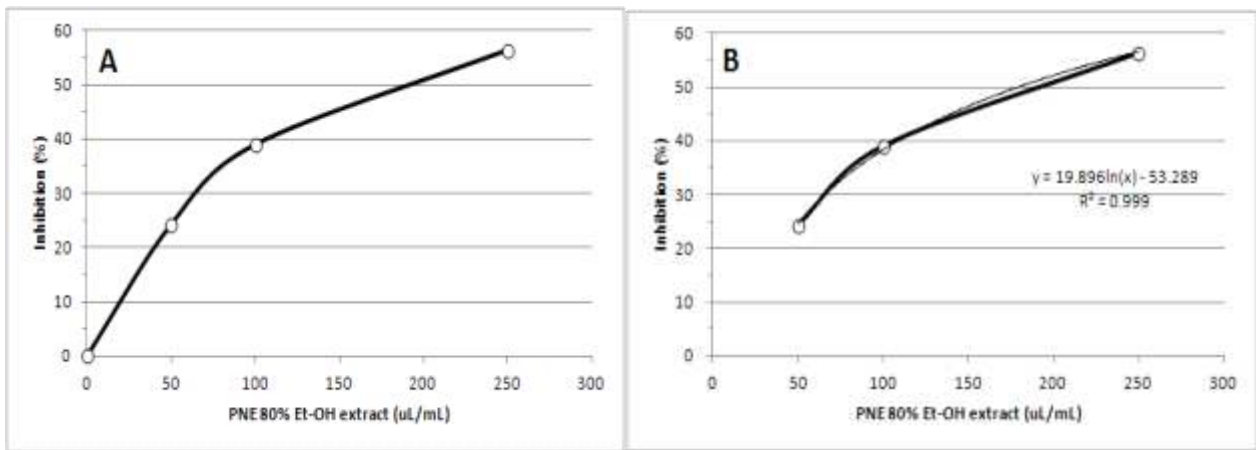 A
60
50
40
30
20
10
0
Inhibition (%)
0 50 100 150 200 250 300
PNE 80% Et-OH extract (uL/mL)
B
60
50
40
30
20
10
0
Inhibition (%)
y = 19.896ln(x) - 53.289
R² = 0.999
0 50 100 150 200 250 300
PNE 80% Et-OH extract (uL/mL)